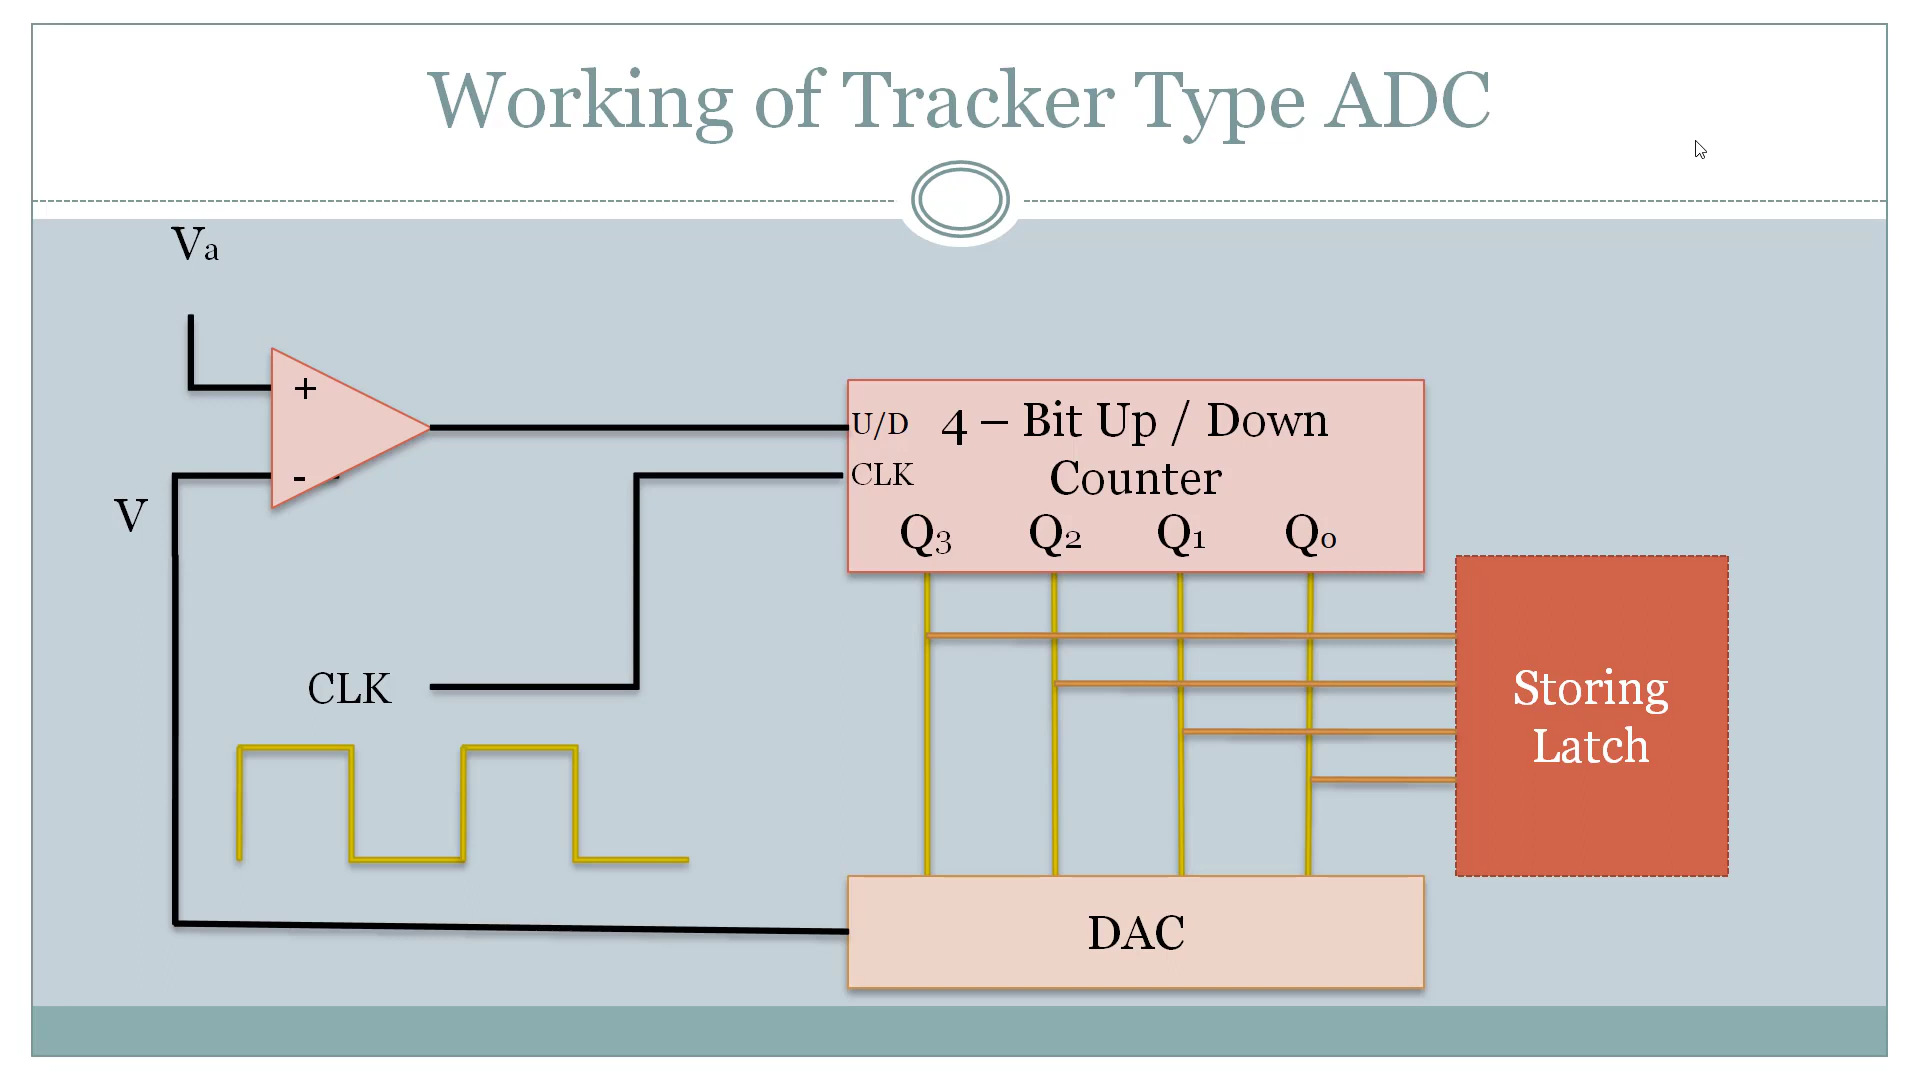 Working of Tracker Type ADC
Va
+
-
V
U/D
4 – Bit Up / Down
Counter
CLK
Q3 Q2 Q1 Q0
CLK
Storing
Latch
DAC